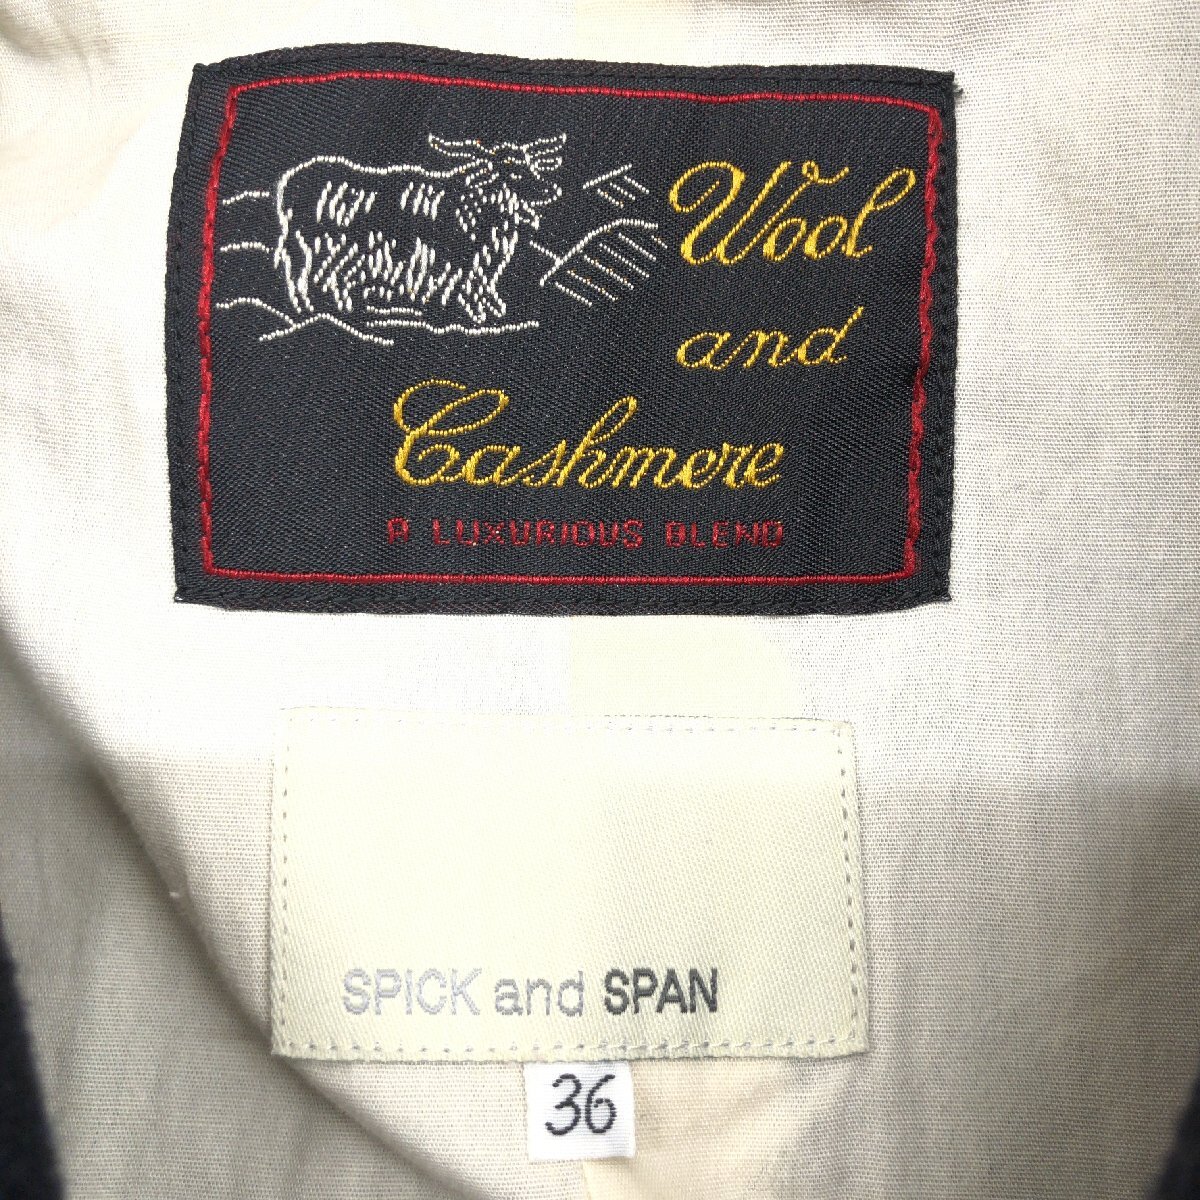 Wool
and
Cashmere
A LUXURIOUS BLEND
SPICK and SPAN
36